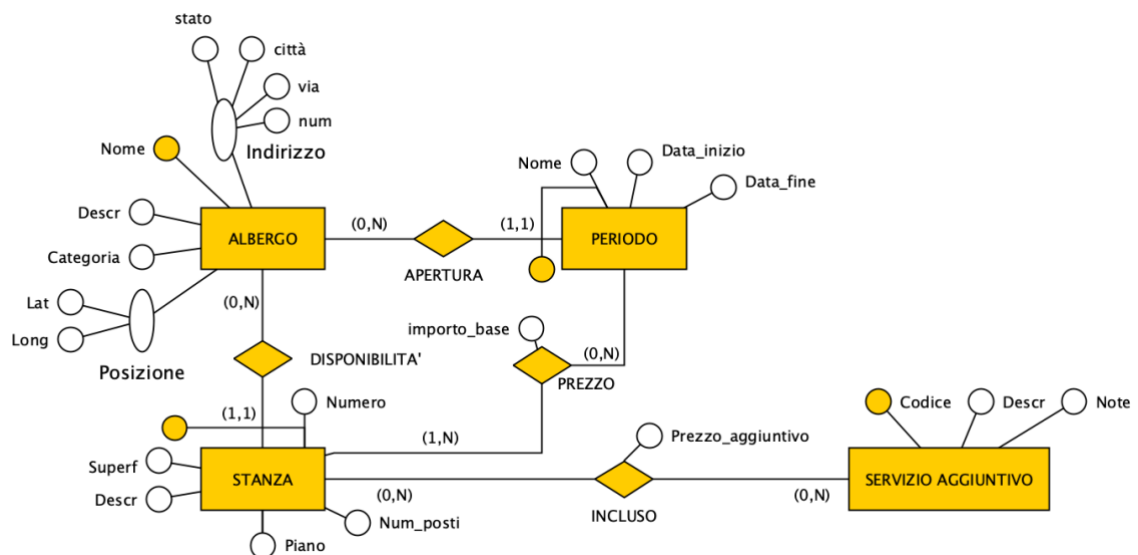 stato
città
via
num
Indirizzo
Nome
Descr
Categoria
Lat
Long
Posizione
ALBERGO
(0,N)
(1,1)
APERTURA
Nome
Data_inizio
Data_fine
PERIODO
(0,N)
DISPONIBILITA'
importo_base
(0,N)
PREZZO
(1,1)
Numero
(1,N)
Superf
Descr
STANZA
Piano
Num_posti
(0,N)
Prezzo_aggiuntivo
INCLUSO
(0,N)
Codice
Descr
Note
SERVIZIO AGGIUNTIVO